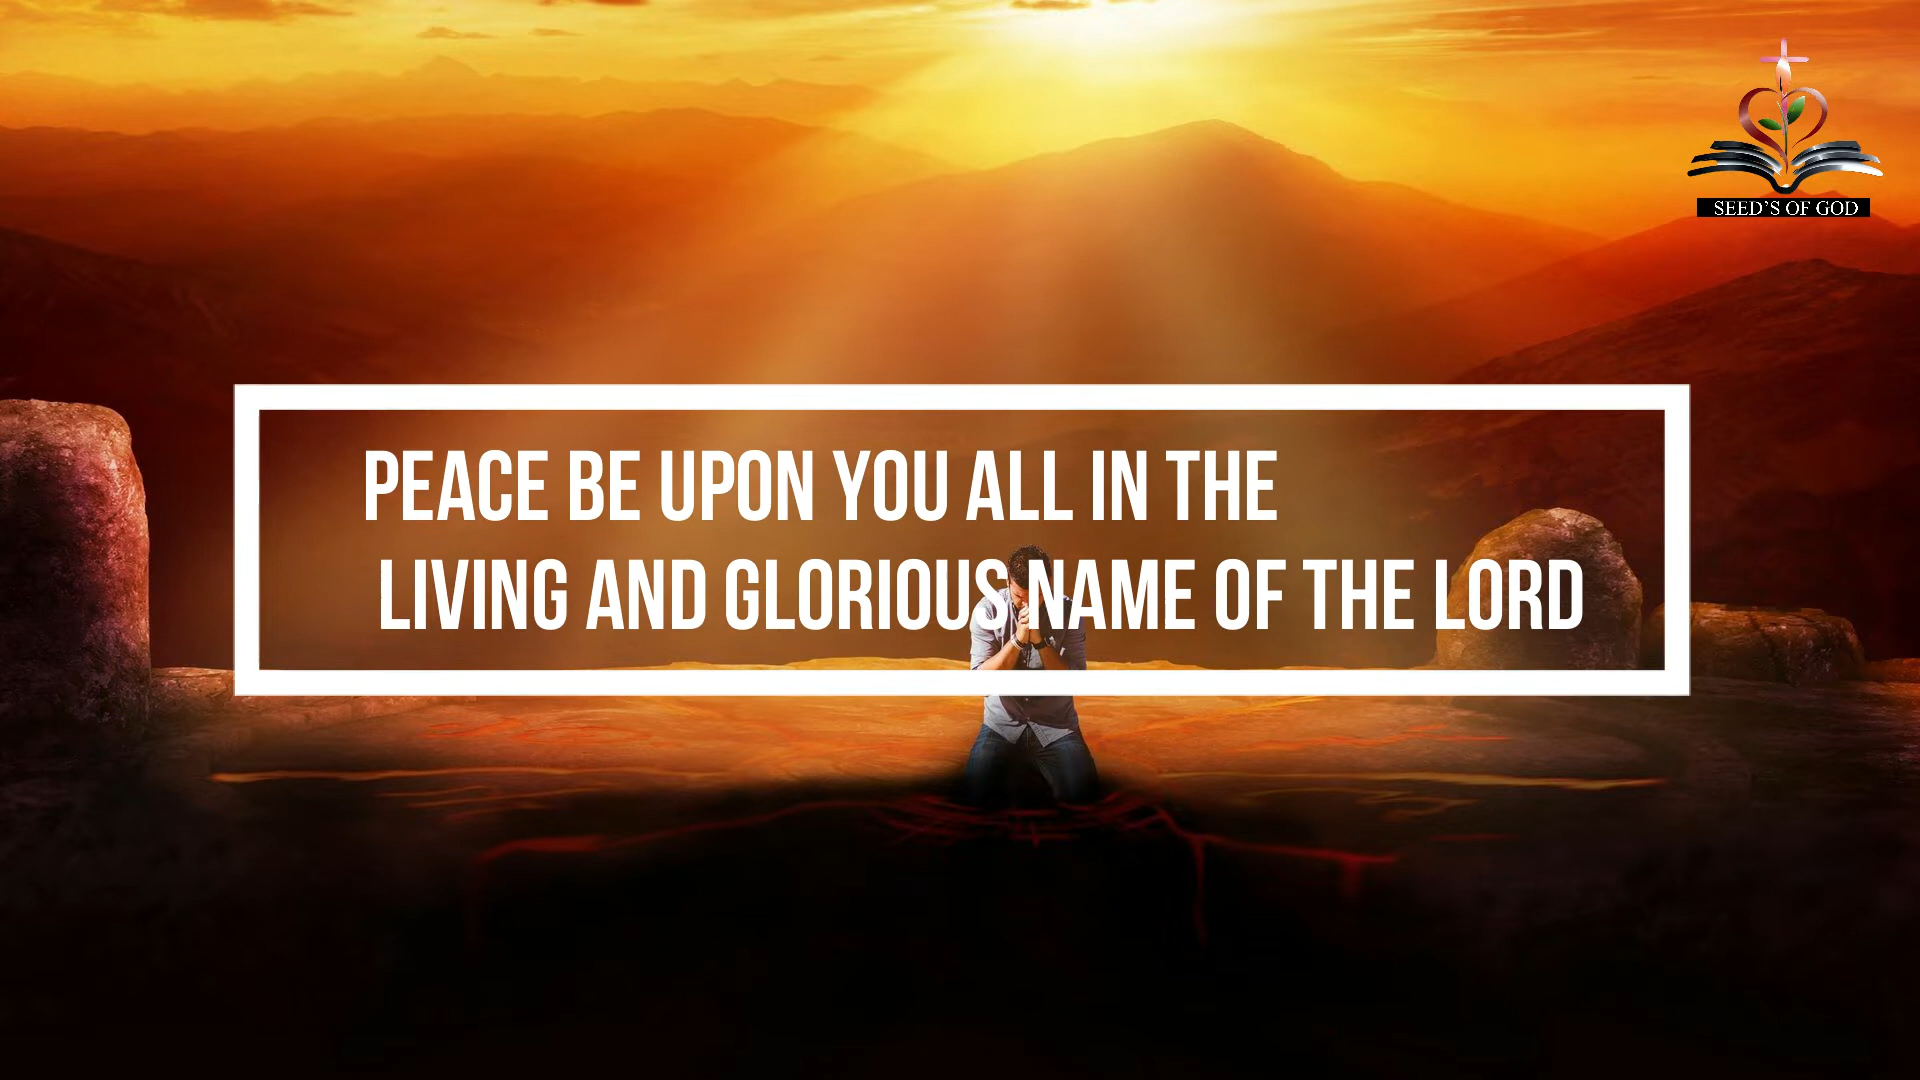 SEED'S OF GOD
PEACE BE UPON YOU ALL IN THE
LIVING AND GLORIOUS NAME OF THE LORD